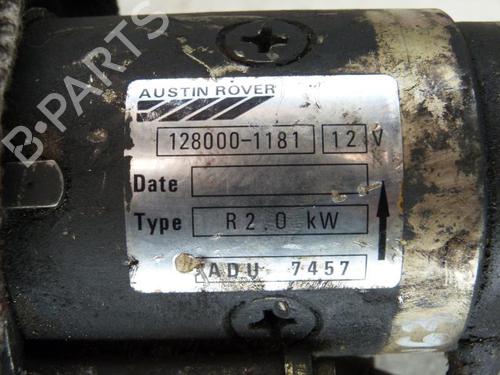 AUSTIN ROVER
128000-1181 12 V
Date
Type R2.0 kW
ADU 7457
B-PARTS